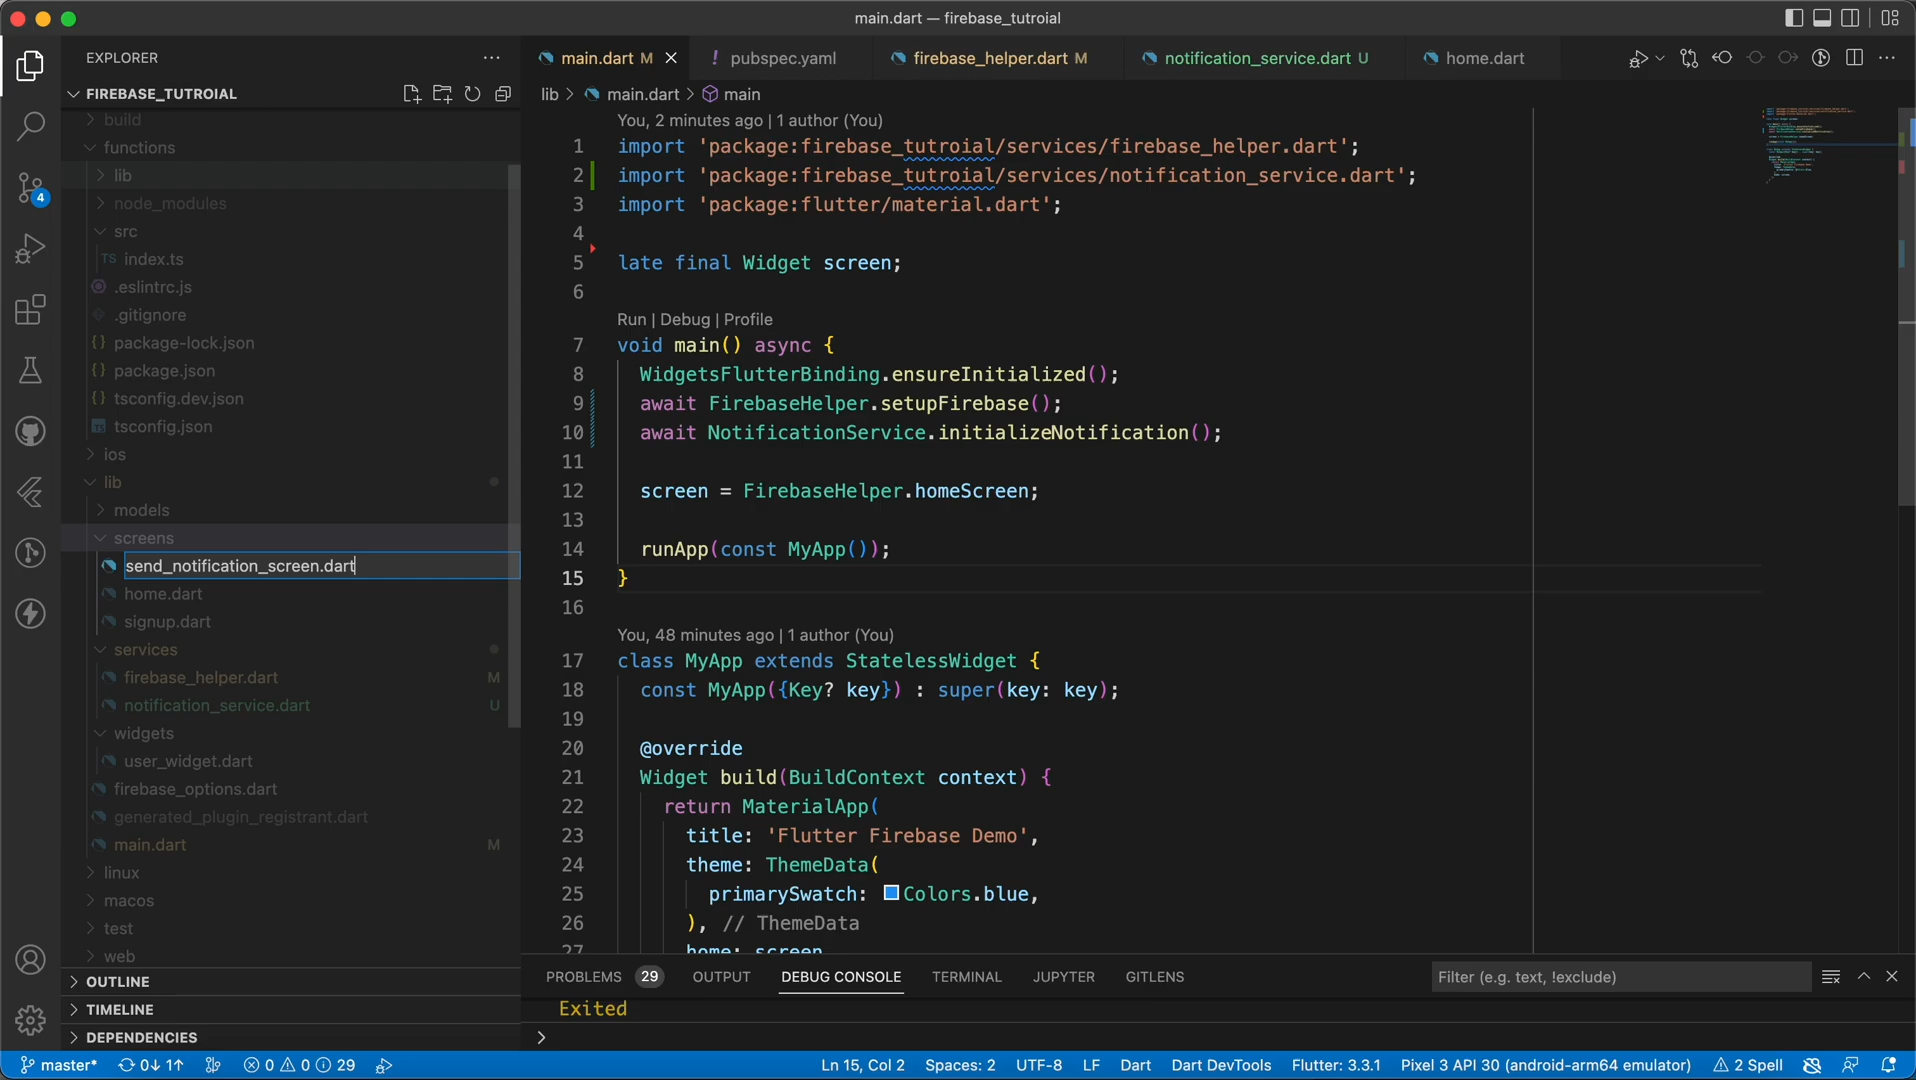 main.dart — firebase_tutroial
EXPLORER
FIREBASE_TUTROIAL
build
functions
lib
node_modules
src
TS index.ts
.eslintrc.js
.gitignore
{} package-lock.json
{} package.json
{} tsconfig.dev.json
TS tsconfig.json
ios
lib
models
screens
send_notification_screen.dart
home.dart
signup.dart
services
firebase_helper.dart M
notification_service.dart U
widgets
user_widget.dart
firebase_options.dart
generated_plugin_registrant.dart
main.dart M
linux
macos
test
web
OUTLINE
TIMELINE
DEPENDENCIES
4
main.dart M
! pubspec.yaml
firebase_helper.dart M
notification_service.dart U
home.dart
lib > main.dart > main
You, 2 minutes ago | 1 author (You)
1 import 'package:firebase_tutroial/services/firebase_helper.dart';
2 import 'package:firebase_tutroial/services/notification_service.dart';
3 import 'package:flutter/material.dart';
4
5 late final Widget screen;
6
Run | Debug | Profile
7 void main() async {
8 WidgetsFlutterBinding.ensureInitialized();
9 await FirebaseHelper.setupFirebase();
10 await NotificationService.initializeNotification();
11
12 screen = FirebaseHelper.homeScreen;
13
14 runApp(const MyApp());
15 }
16
You, 48 minutes ago | 1 author (You)
17 class MyApp extends StatelessWidget {
18 const MyApp({Key? key}) : super(key: key);
19
20 @override
21 Widget build(BuildContext context) {
22 return MaterialApp(
23 title: 'Flutter Firebase Demo',
24 theme: ThemeData(
25 primarySwatch: Colors.blue,
26 ), // ThemeData
27 home: screen
PROBLEMS 29 OUTPUT DEBUG CONSOLE TERMINAL JUPYTER GITLENS
Filter (e.g. text, !exclude)
Exited
>
master* 0↓ 1↑ 0 0 29
Ln 15, Col 2 Spaces: 2 UTF-8 LF Dart Dart DevTools Flutter: 3.3.1 Pixel 3 API 30 (android-arm64 emulator) 2 Spell